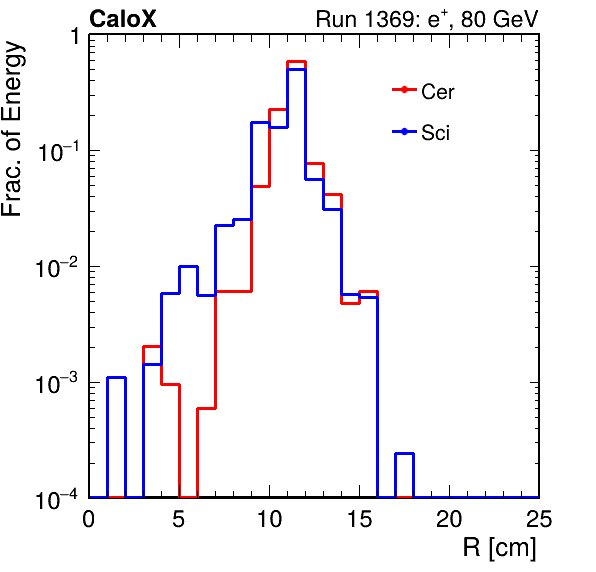 CaloX Run 1369: e⁺, 80 GeV
Frac. of Energy
1
10⁻¹
10⁻²
10⁻³
10⁻⁴
Cer
Sci
0 5 10 15 20 25
R [cm]